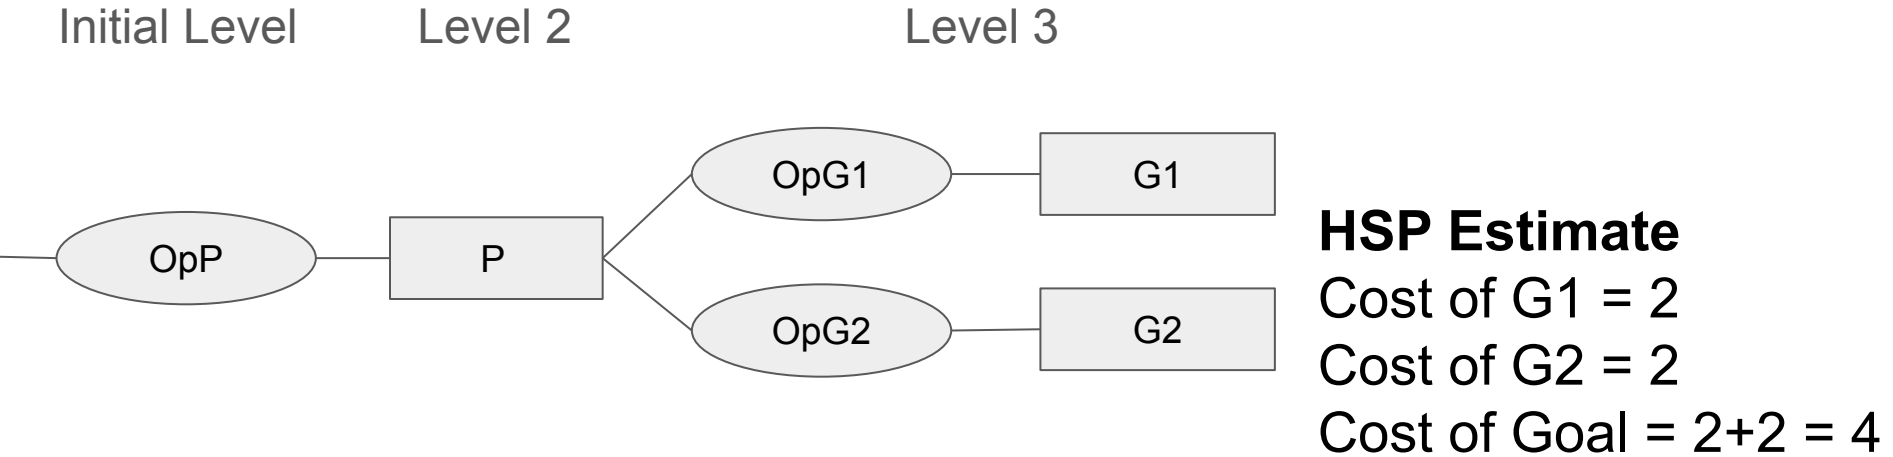 Initial Level
Level 2
Level 3
OpP
P
OpG1
G1
OpG2
G2
HSP Estimate
Cost of G1 = 2
Cost of G2 = 2
Cost of Goal = 2+2 = 4